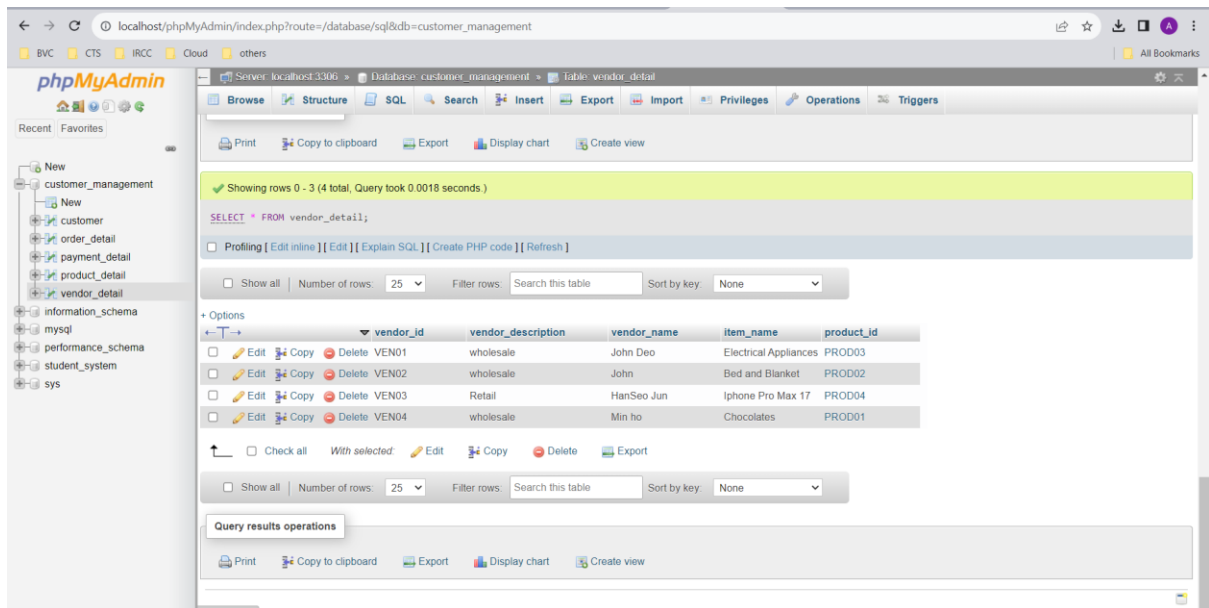 localhost/phpMyAdmin/index.php?route=/database/sql&db=customer_management
A
BVC CTS IRCC Cloud others All Bookmarks
phpMyAdmin
Recent Favorites
New
customer_management
New
customer
order_detail
payment_detail
product_detail
vendor_detail
information_schema
mysql
performance_schema
student_system
sys
Server: localhost:3306 » Database: customer_management » Table: vendor_detail
Browse Structure SQL Search Insert Export Import Privileges Operations Triggers
Print Copy to clipboard Export Display chart Create view
Showing rows 0 - 3 (4 total, Query took 0.0018 seconds.)
SELECT * FROM vendor_detail;
Profiling [ Edit inline ] [ Edit ] [ Explain SQL ] [ Create PHP code ] [ Refresh ]
Show all | Number of rows: 25 Filter rows: Search this table Sort by key: None
+ Options
←T→ vendor_id vendor_description vendor_name item_name product_id
Edit Copy Delete VEN01 wholesale John Deo Electrical Appliances PROD03
Edit Copy Delete VEN02 wholesale John Bed and Blanket PROD02
Edit Copy Delete VEN03 Retail HanSeo Jun Iphone Pro Max 17 PROD04
Edit Copy Delete VEN04 wholesale Min ho Chocolates PROD01
Check all With selected: Edit Copy Delete Export
Show all | Number of rows: 25 Filter rows: Search this table Sort by key: None
Query results operations
Print Copy to clipboard Export Display chart Create view